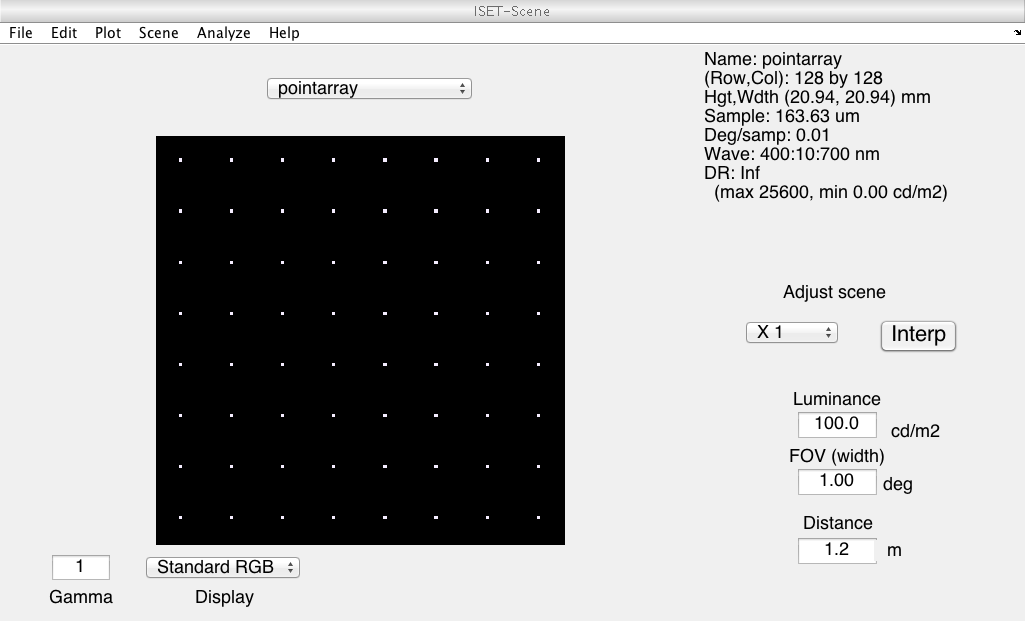 ISET-Scene
File Edit Plot Scene Analyze Help
pointarray
Name: pointarray
(Row,Col): 128 by 128
Hgt,Wdth (20.94, 20.94) mm
Sample: 163.63 um
Deg/samp: 0.01
Wave: 400:10:700 nm
DR: Inf
(max 25600, min 0.00 cd/m2)
Adjust scene
X 1 Interp
Luminance
100.0 cd/m2
FOV (width)
1.00 deg
Distance
1.2 m
1 Standard RGB
Gamma Display